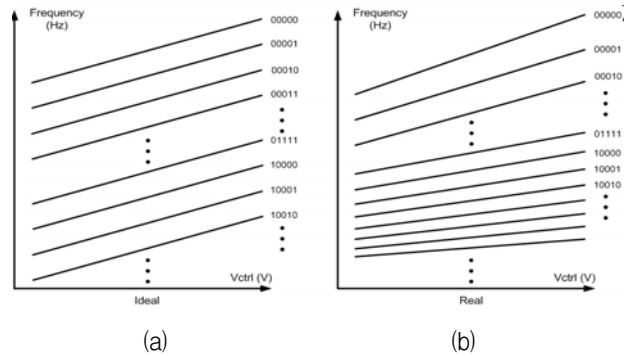 Frequency
(Hz)
00000
00001
00010
00011
01111
10000
10001
10010
Vctrl (V)
Ideal
(a)
Frequency
(Hz)
00000
00001
00010
01111
10000
10001
10010
Vctrl (V)
Real
(b)